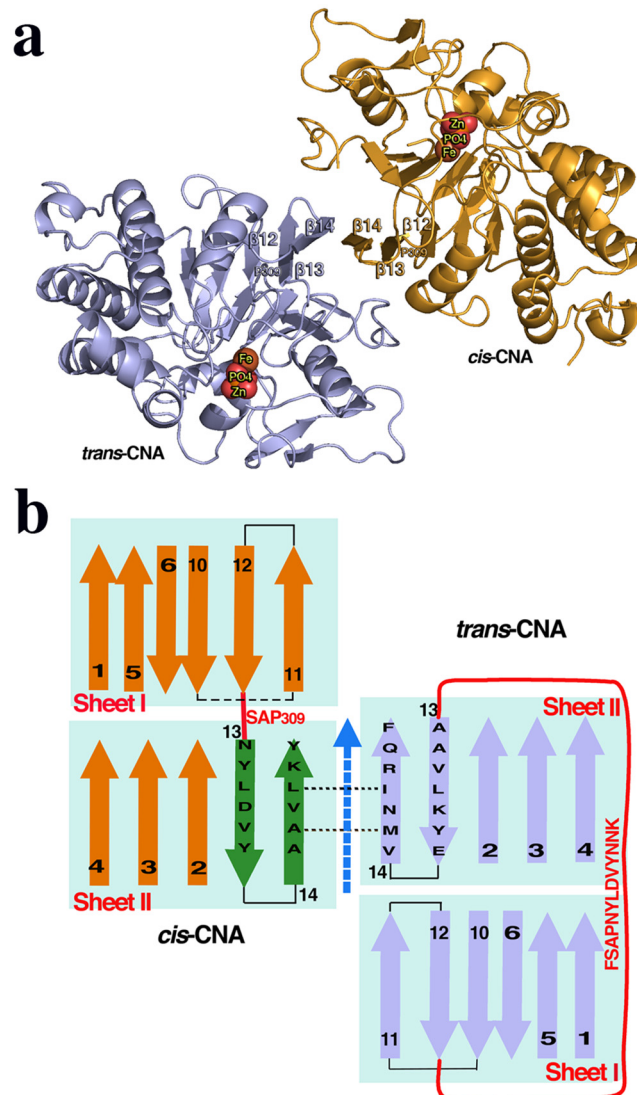 a
Zn
PO4
Fe
β14
β12
P309
β13
cis-CNA
β12
β14
P309
β13
Fe
PO4
Zn
trans-CNA
b
6
10
12
1
5
11
Sheet I
SAP309
13
N
Y
L
D
V
Y
Y
K
L
V
A
A
4
3
2
14
Sheet II
cis-CNA
trans-CNA
13
Sheet II
F
Q
R
I
N
M
V
A
A
V
L
K
Y
E
2
3
4
14
FSAPNYLDVYNNK
12
10
6
11
5
1
Sheet I